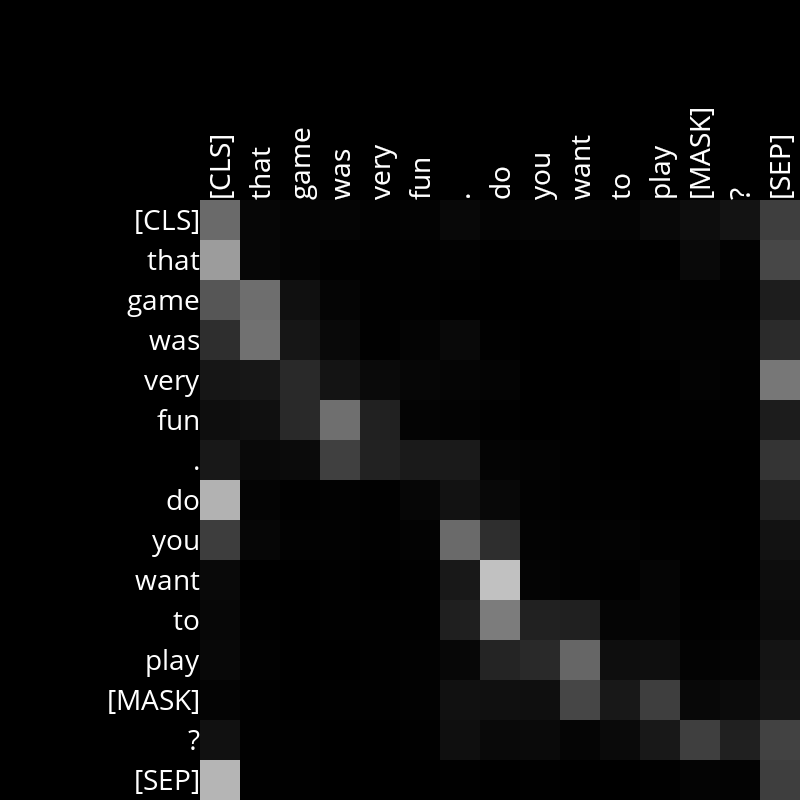 [CLS] that game was very fun . do you want to play [MASK] ? [SEP]
[CLS]
that
game
was
very
fun
.
do
you
want
to
play
[MASK]
?
[SEP]